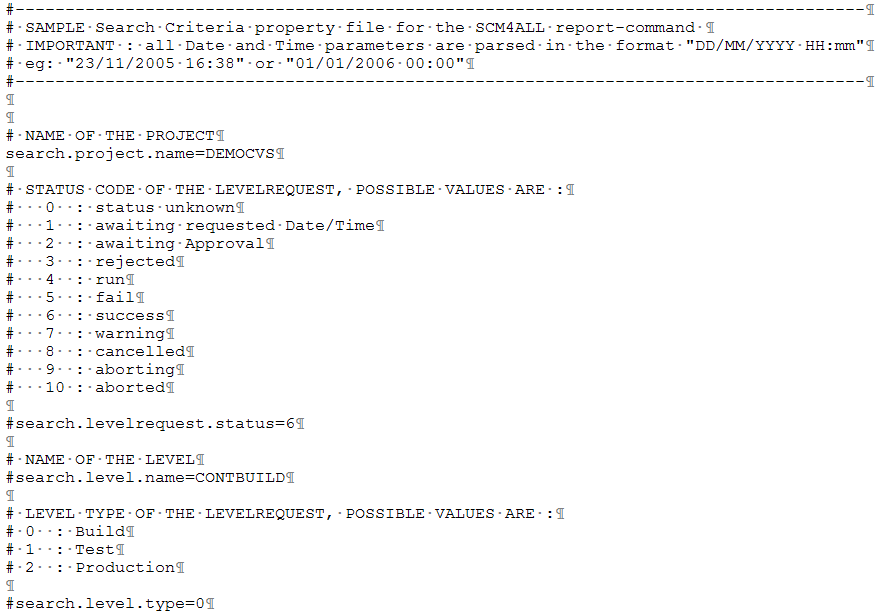 #-------------------------------------------------------------------------------------¶
#·SAMPLE·Search·Criteria·property·file·for·the·SCM4ALL·report-command·¶
#·IMPORTANT·:·all·Date·and·Time·parameters·are·parsed·in·the·format·"DD/MM/YYYY·HH:mm"¶
#·eg:·"23/11/2005·16:38"·or·"01/01/2006·00:00"¶
#-------------------------------------------------------------------------------------¶
¶
¶
#·NAME·OF·THE·PROJECT¶
search.project.name=DEMOCVS¶
¶
#·STATUS·CODE·OF·THE·LEVELREQUEST,·POSSIBLE·VALUES·ARE·:¶
#···0··:·status·unknown¶
#···1··:·awaiting·requested·Date/Time¶
#···2··:·awaiting·Approval¶
#···3··:·rejected¶
#···4··:·run¶
#···5··:·fail¶
#···6··:·success¶
#···7··:·warning¶
#···8··:·cancelled¶
#···9··:·aborting¶
#···10·:·aborted¶
¶
#search.levelrequest.status=6¶
¶
#·NAME·OF·THE·LEVEL¶
#search.level.name=CONTBUILD¶
¶
#·LEVEL·TYPE·OF·THE·LEVELREQUEST,·POSSIBLE·VALUES·ARE·:¶
#·0··:·Build¶
#·1··:·Test¶
#·2··:·Production¶
¶
#search.level.type=0¶